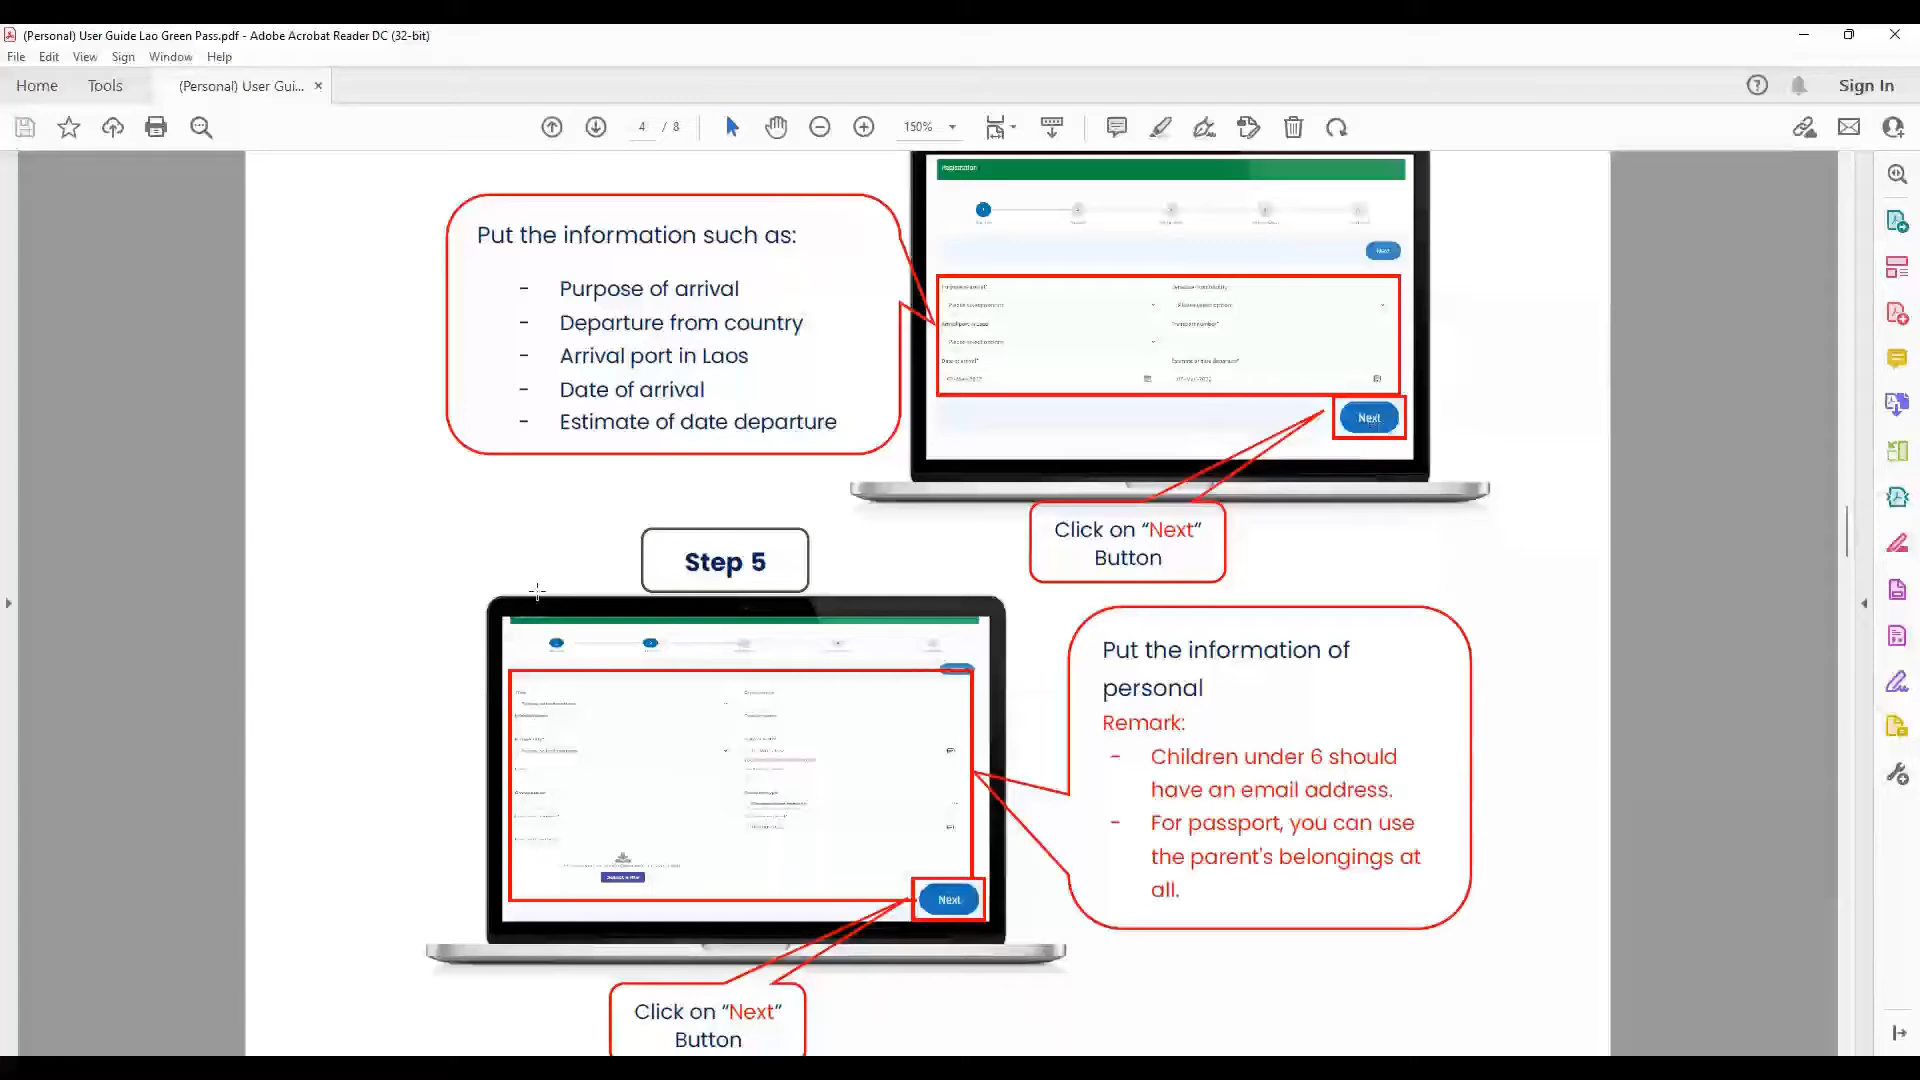 (Personal) User Guide Lao Green Pass.pdf - Adobe Acrobat Reader DC (32-bit)
File Edit View Sign Window Help
Home Tools (Personal) User Gui... Sign In
4 / 8 150%
Registration
Next
Put the information such as:
- Purpose of arrival
- Departure from country
- Arrival port in Laos
- Date of arrival
- Estimate of date departure
Next
Click on “Next“
Button
Step 5
Put the information of
personal
Remark:
- Children under 6 should
have an email address.
- For passport, you can use
the parent's belongings at
all.
Next
Click on “Next“
Button